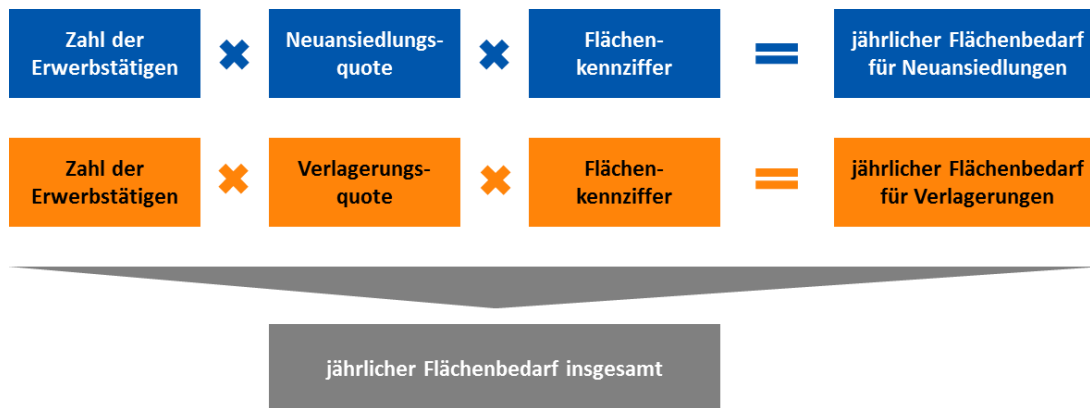 Zahl der
Erwerbstätigen
Neuansiedlungs-
quote
Flächen-
kennziffer
jährlicher Flächenbedarf
für Neuansiedlungen
Zahl der
Erwerbstätigen
Verlagerungs-
quote
Flächen-
kennziffer
jährlicher Flächenbedarf
für Verlagerungen
jährlicher Flächenbedarf insgesamt